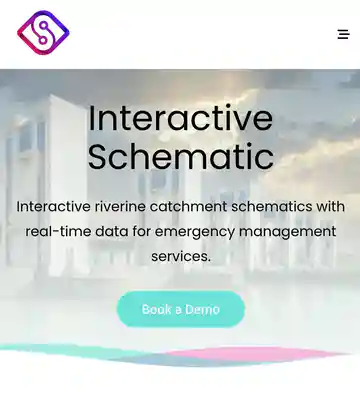 Interactive
Schematic
Interactive riverine catchment schematics with
real-time data for emergency management
services.
Book a Demo